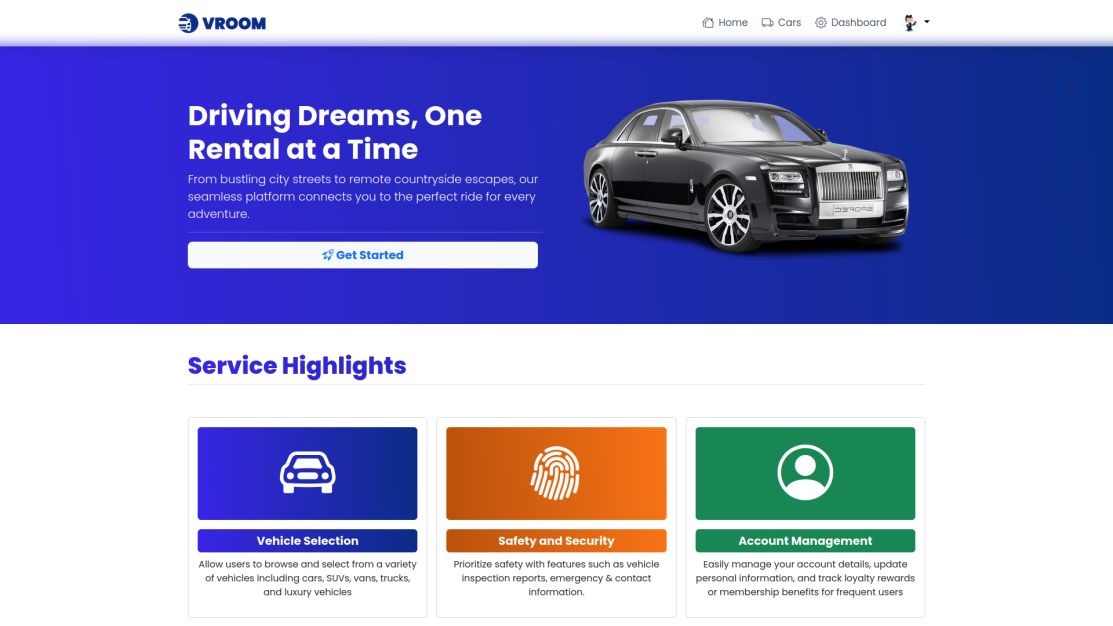 VROOM
Home
Cars
Dashboard
Driving Dreams, One
Rental at a Time
From bustling city streets to remote countryside escapes, our
seamless platform connects you to the perfect ride for every
adventure.
Get Started
Service Highlights
Vehicle Selection
Allow users to browse and select from a variety
of vehicles including cars, SUVs, vans, trucks,
and luxury vehicles
Safety and Security
Prioritize safety with features such as vehicle
inspection reports, emergency & contact
information.
Account Management
Easily manage your account details, update
personal information, and track loyalty rewards
or membership benefits for frequent users